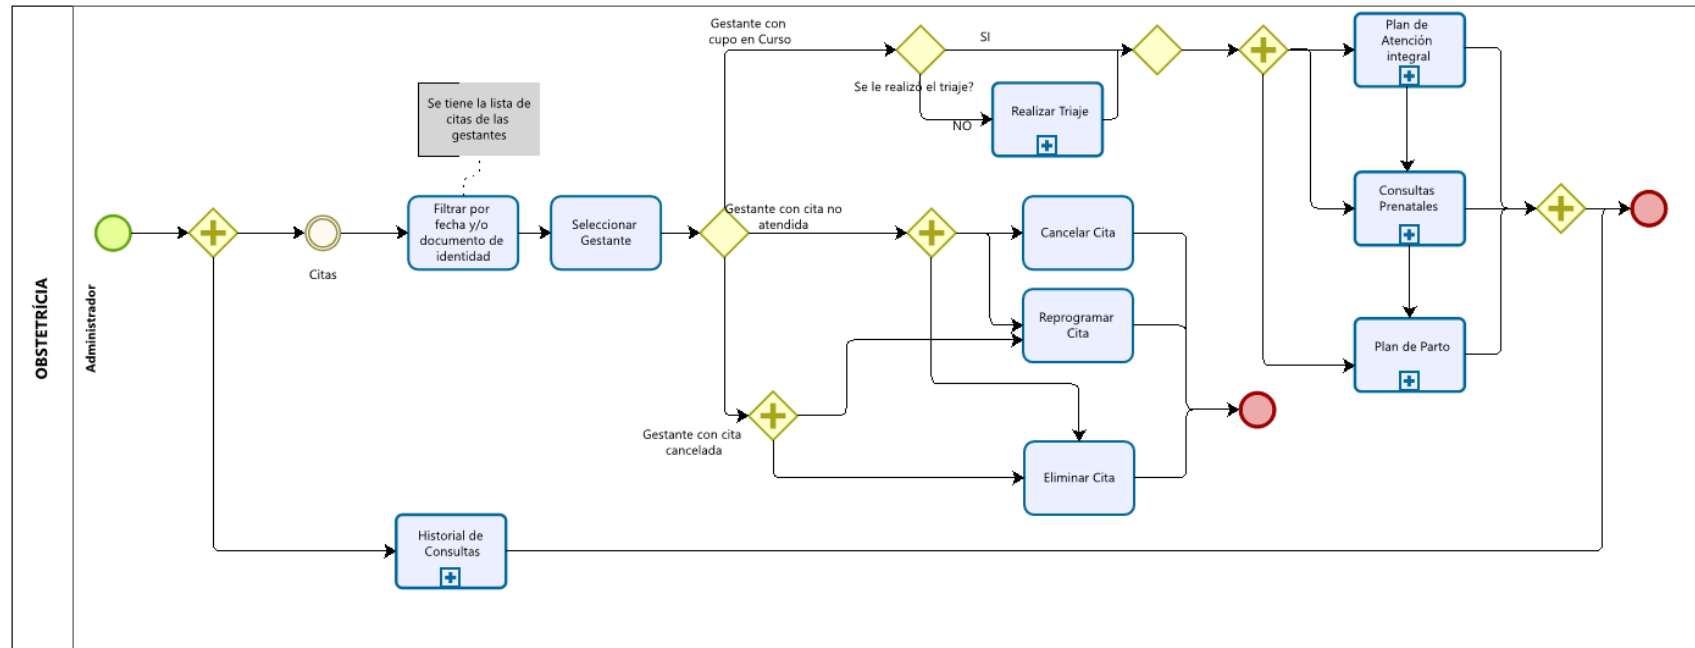 OBSTETRÍCIA
Administrador
Citas
Se tiene la lista de
citas de las
gestantes
Filtrar por
fecha y/o
documento de
identidad
Seleccionar
Gestante
Gestante con
cupo en Curso
SI
Se le realizó el triaje?
NO
Realizar Triaje
Gestante con cita no
atendida
Cancelar Cita
Reprogramar
Cita
Gestante con cita
cancelada
Eliminar Cita
Plan de
Atención
integral
Consultas
Prenatales
Plan de Parto
Historial de
Consultas